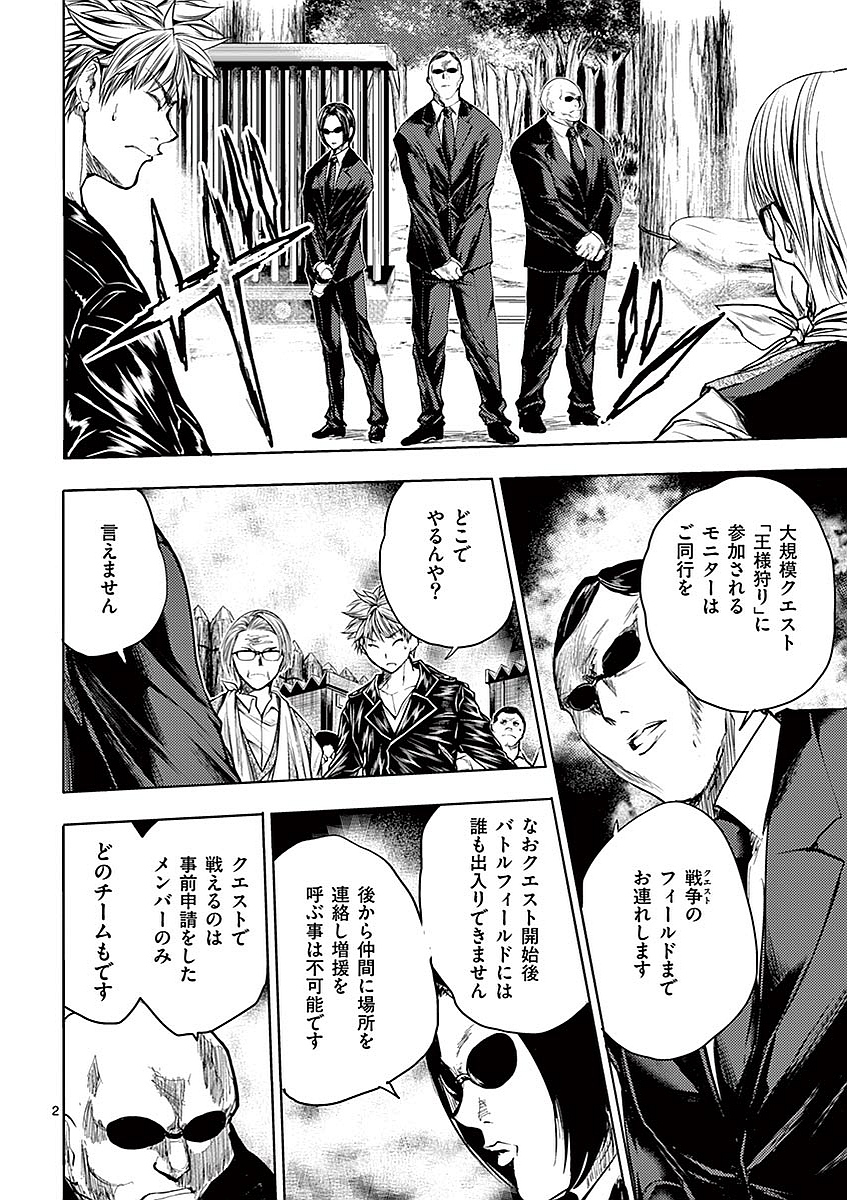 大規模クエスト
「王様狩り」に
参加される
モニターは
ご同行を
クエスト
戦争の
フィールドまで
お連れします
どこで
やるんや?
言えません
なおクエスト開始後
バトルフィールドには
誰も出入りできません
後から仲間に場所を
連絡し増援を
呼ぶ事は不可能です
クエストで
戦えるのは
事前申請をした
メンバーのみ
どのチームもです
2